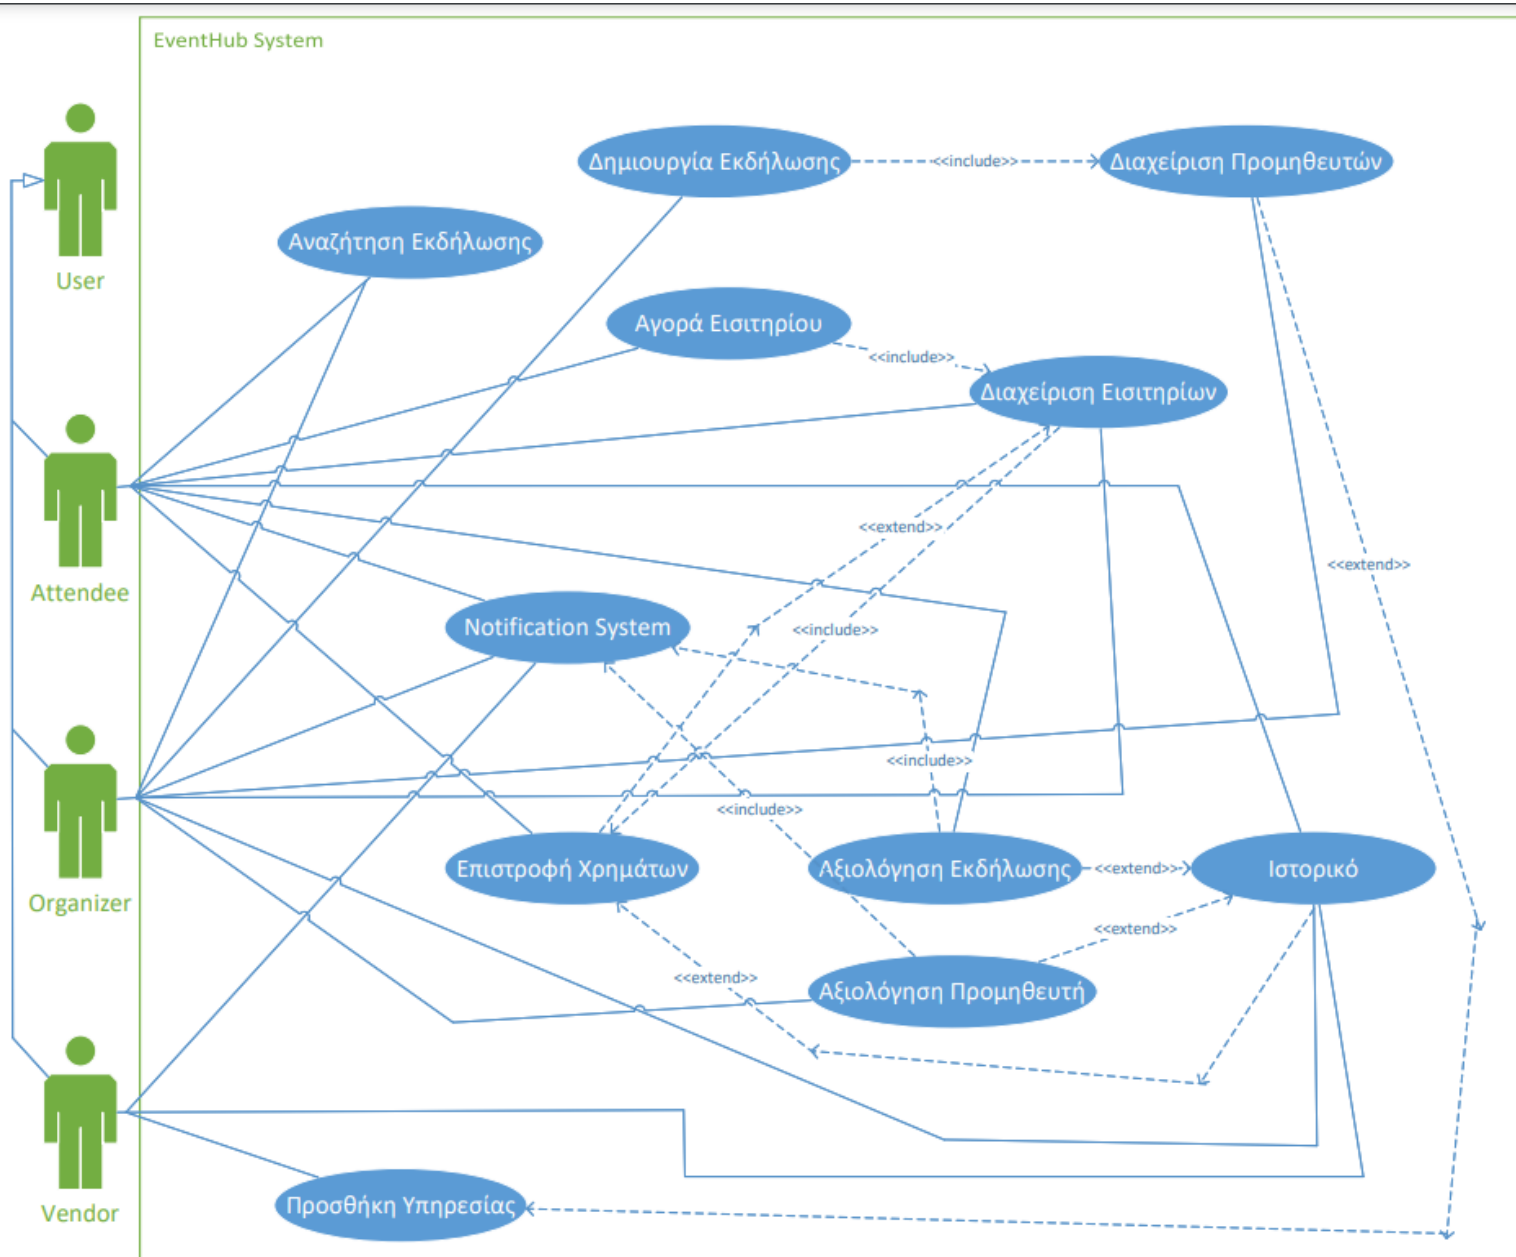 EventHub System
Δημιουργία Εκδήλωσης
<<include>>
Διαχείριση Προμηθευτών
Αναζήτηση Εκδήλωσης
User
Αγορά Εισιτηρίου
<<include>>
Διαχείριση Εισιτηρίων
<<extend>>
<<extend>>
Attendee
Notification System
<<include>>
<<include>>
<<include>>
Επιστροφή Χρημάτων
Αξιολόγηση Εκδήλωσης
<<extend>>
Ιστορικό
Organizer
<<extend>>
<<extend>>
Αξιολόγηση Προμηθευτή
Vendor
Προσθήκη Υπηρεσίας